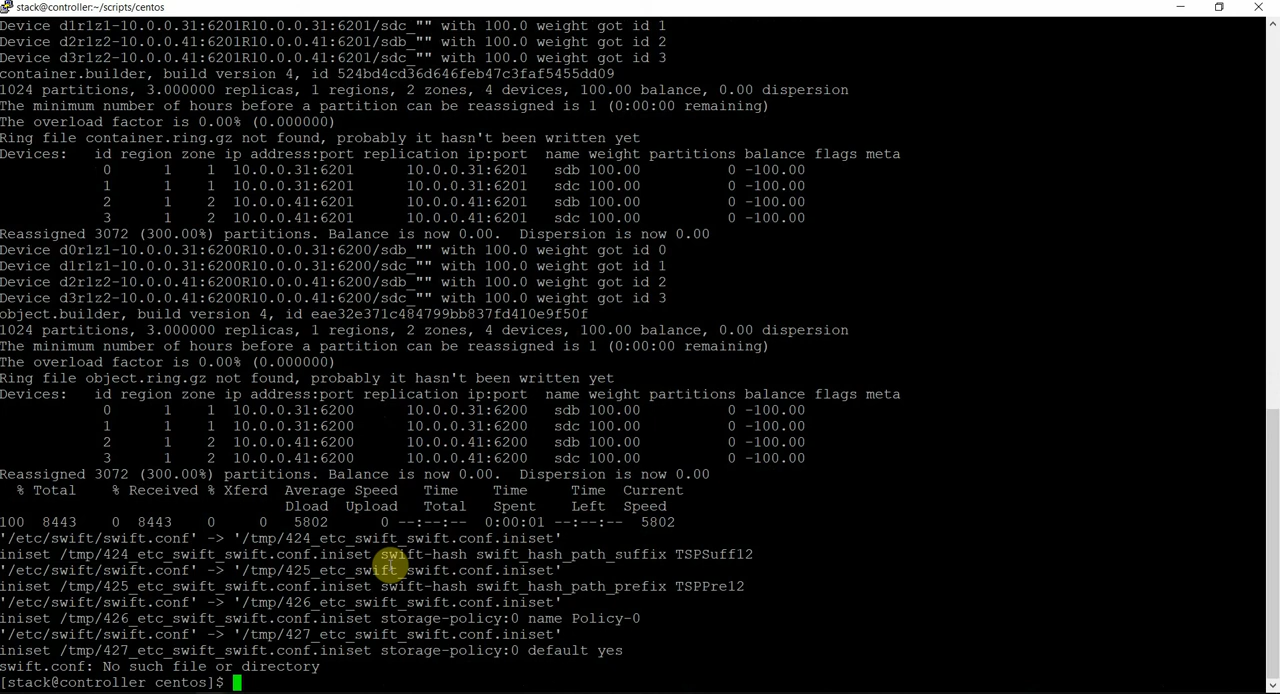 stack@controller:~/scripts/centos
Device d1r1z1-10.0.0.31:6201R10.0.0.31:6201/sdc_"" with 100.0 weight got id 1
Device d2r1z2-10.0.0.41:6201R10.0.0.41:6201/sdb_"" with 100.0 weight got id 2
Device d3r1z2-10.0.0.41:6201R10.0.0.41:6201/sdc_"" with 100.0 weight got id 3
container.builder, build version 4, id 524bd4cd36d646feb47c3faf5455dd09
1024 partitions, 3.000000 replicas, 1 regions, 2 zones, 4 devices, 100.00 balance, 0.00 dispersion
The minimum number of hours before a partition can be reassigned is 1 (0:00:00 remaining)
The overload factor is 0.00% (0.000000)
Ring file container.ring.gz not found, probably it hasn't been written yet
Devices:   id region zone ip address:port replication ip:port  name weight partitions balance flags meta
0      1    1  10.0.0.31:6201      10.0.0.31:6201  sdb 100.00          0 -100.00
1      1    1  10.0.0.31:6201      10.0.0.31:6201  sdc 100.00          0 -100.00
2      1    2  10.0.0.41:6201      10.0.0.41:6201  sdb 100.00          0 -100.00
3      1    2  10.0.0.41:6201      10.0.0.41:6201  sdc 100.00          0 -100.00
Reassigned 3072 (300.00%) partitions. Balance is now 0.00.  Dispersion is now 0.00
Device d0r1z1-10.0.0.31:6200R10.0.0.31:6200/sdb_"" with 100.0 weight got id 0
Device d1r1z1-10.0.0.31:6200R10.0.0.31:6200/sdc_"" with 100.0 weight got id 1
Device d2r1z2-10.0.0.41:6200R10.0.0.41:6200/sdb_"" with 100.0 weight got id 2
Device d3r1z2-10.0.0.41:6200R10.0.0.41:6200/sdc_"" with 100.0 weight got id 3
object.builder, build version 4, id eae32e371c484799bb837fd410e9f50f
1024 partitions, 3.000000 replicas, 1 regions, 2 zones, 4 devices, 100.00 balance, 0.00 dispersion
The minimum number of hours before a partition can be reassigned is 1 (0:00:00 remaining)
The overload factor is 0.00% (0.000000)
Ring file object.ring.gz not found, probably it hasn't been written yet
Devices:   id region zone ip address:port replication ip:port  name weight partitions balance flags meta
0      1    1  10.0.0.31:6200      10.0.0.31:6200  sdb 100.00          0 -100.00
1      1    1  10.0.0.31:6200      10.0.0.31:6200  sdc 100.00          0 -100.00
2      1    2  10.0.0.41:6200      10.0.0.41:6200  sdb 100.00          0 -100.00
3      1    2  10.0.0.41:6200      10.0.0.41:6200  sdc 100.00          0 -100.00
Reassigned 3072 (300.00%) partitions. Balance is now 0.00.  Dispersion is now 0.00
% Total    % Received % Xferd  Average Speed   Time    Time     Time  Current
Dload  Upload   Total   Spent    Left  Speed
100  8443    0  8443    0     0   5802      0 --:--:--  0:00:01 --:--:--  5802
'/etc/swift/swift.conf' -> '/tmp/424_etc_swift_swift.conf.iniset'
iniset /tmp/424_etc_swift_swift.conf.iniset swift-hash swift_hash_path_suffix TSPSuff12
'/etc/swift/swift.conf' -> '/tmp/425_etc_swift_swift.conf.iniset'
iniset /tmp/425_etc_swift_swift.conf.iniset swift-hash swift_hash_path_prefix TSPPre12
'/etc/swift/swift.conf' -> '/tmp/426_etc_swift_swift.conf.iniset'
iniset /tmp/426_etc_swift_swift.conf.iniset storage-policy:0 name Policy-0
'/etc/swift/swift.conf' -> '/tmp/427_etc_swift_swift.conf.iniset'
iniset /tmp/427_etc_swift_swift.conf.iniset storage-policy:0 default yes
swift.conf: No such file or directory
[stack@controller centos]$